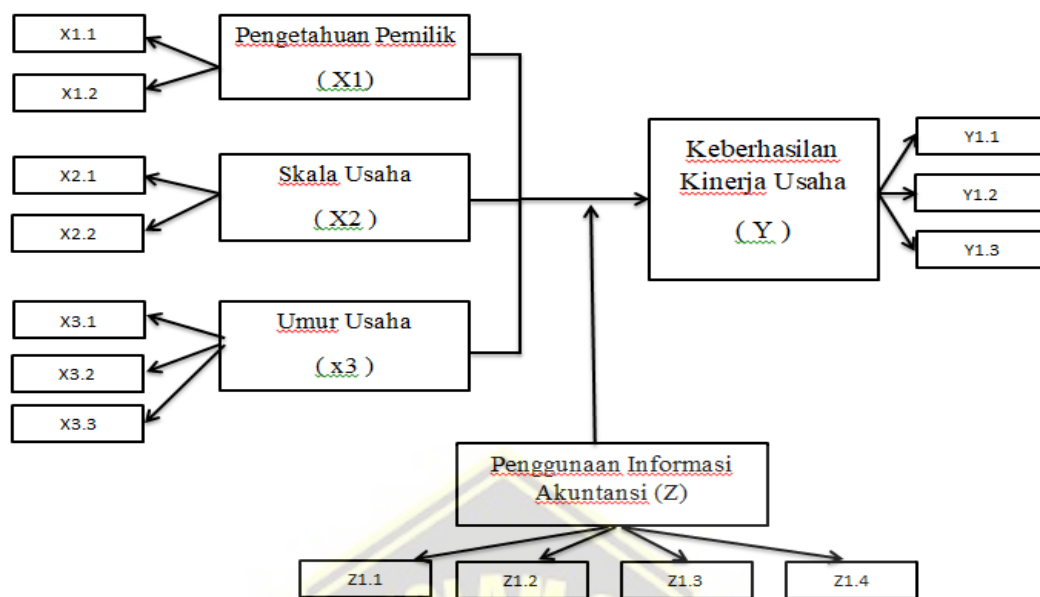 X1.1
X1.2
Pengetahuan Pemilik
( X1)
X2.1
X2.2
Skala Usaha
( X2 )
X3.1
X3.2
X3.3
Umur Usaha
( x3 )
Keberhasilan
Kinerja Usaha
( Y )
Y1.1
Y1.2
Y1.3
Penggunaan Informasi
Akuntansi (Z)
Z1.1
Z1.2
Z1.3
Z1.4